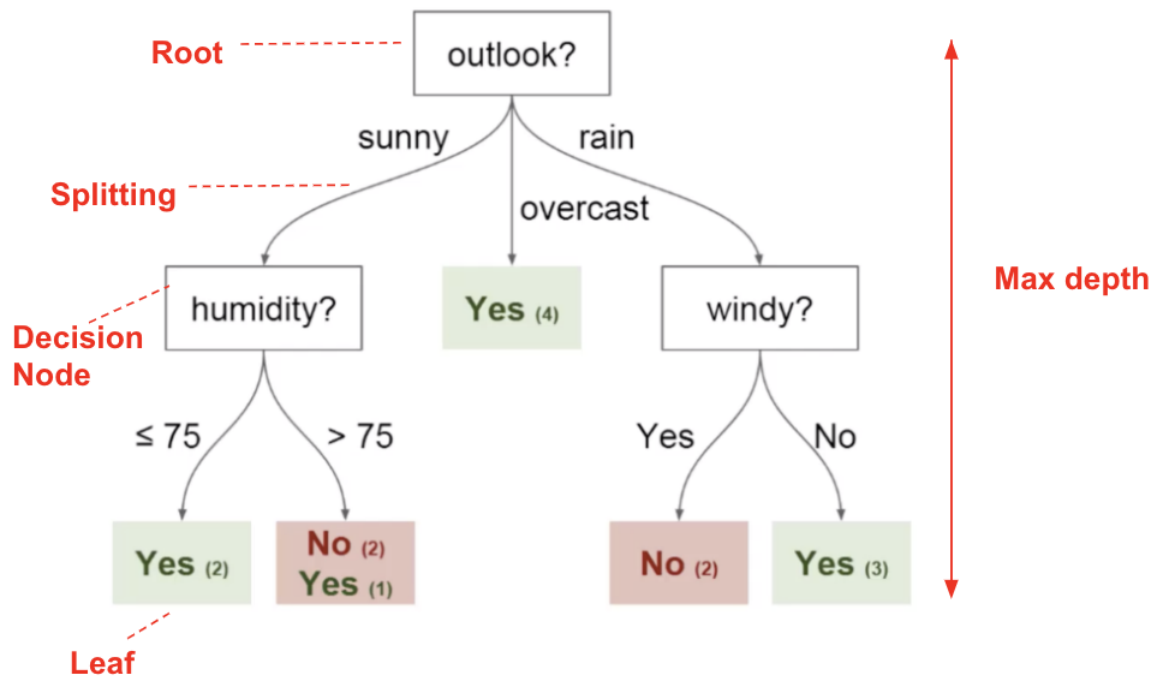 Root
outlook?
sunny
rain
Splitting
overcast
humidity?
Yes (4)
windy?
Max depth
Decision
Node
≤ 75
> 75
Yes
No
Yes (2)
No (2)
Yes (1)
No (2)
Yes (3)
Leaf